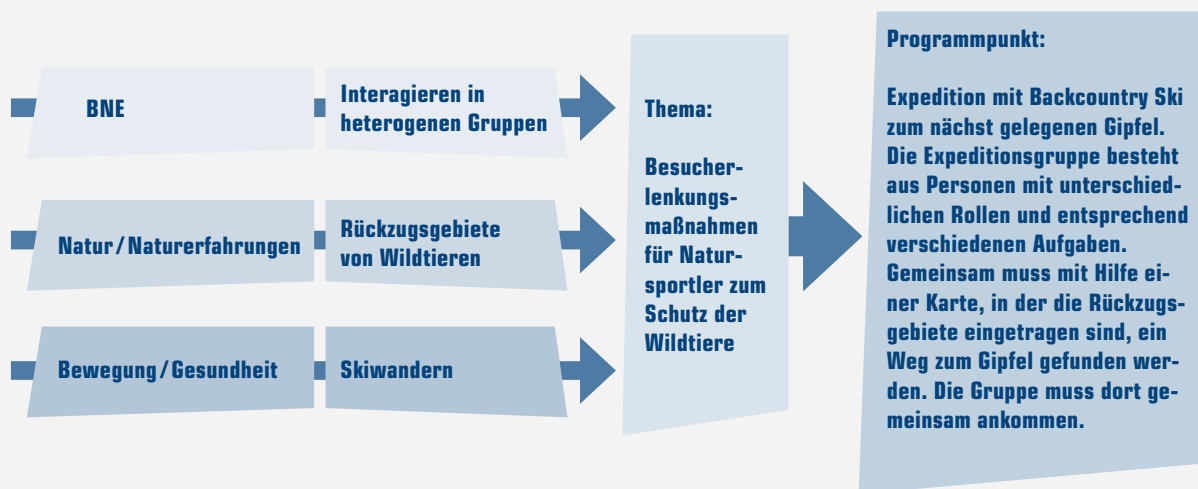 BNE
Interagieren in
heterogenen Gruppen
Natur/Naturerfahrungen
Rückzugsgebiete
von Wildtieren
Bewegung/Gesundheit
Skiwandern
Thema:
Besucher-
lenkungs-
maßnahmen
für Natur-
sportler zum
Schutz der
Wildtiere
Programmpunkt:
Expedition mit Backcountry Ski
zum nächst gelegenen Gipfel.
Die Expeditionsgruppe besteht
aus Personen mit unterschied-
lichen Rollen und entsprechend
verschiedenen Aufgaben.
Gemeinsam muss mit Hilfe ei-
ner Karte, in der die Rückzugs-
gebiete eingetragen sind, ein
Weg zum Gipfel gefunden wer-
den. Die Gruppe muss dort ge-
meinsam ankommen.